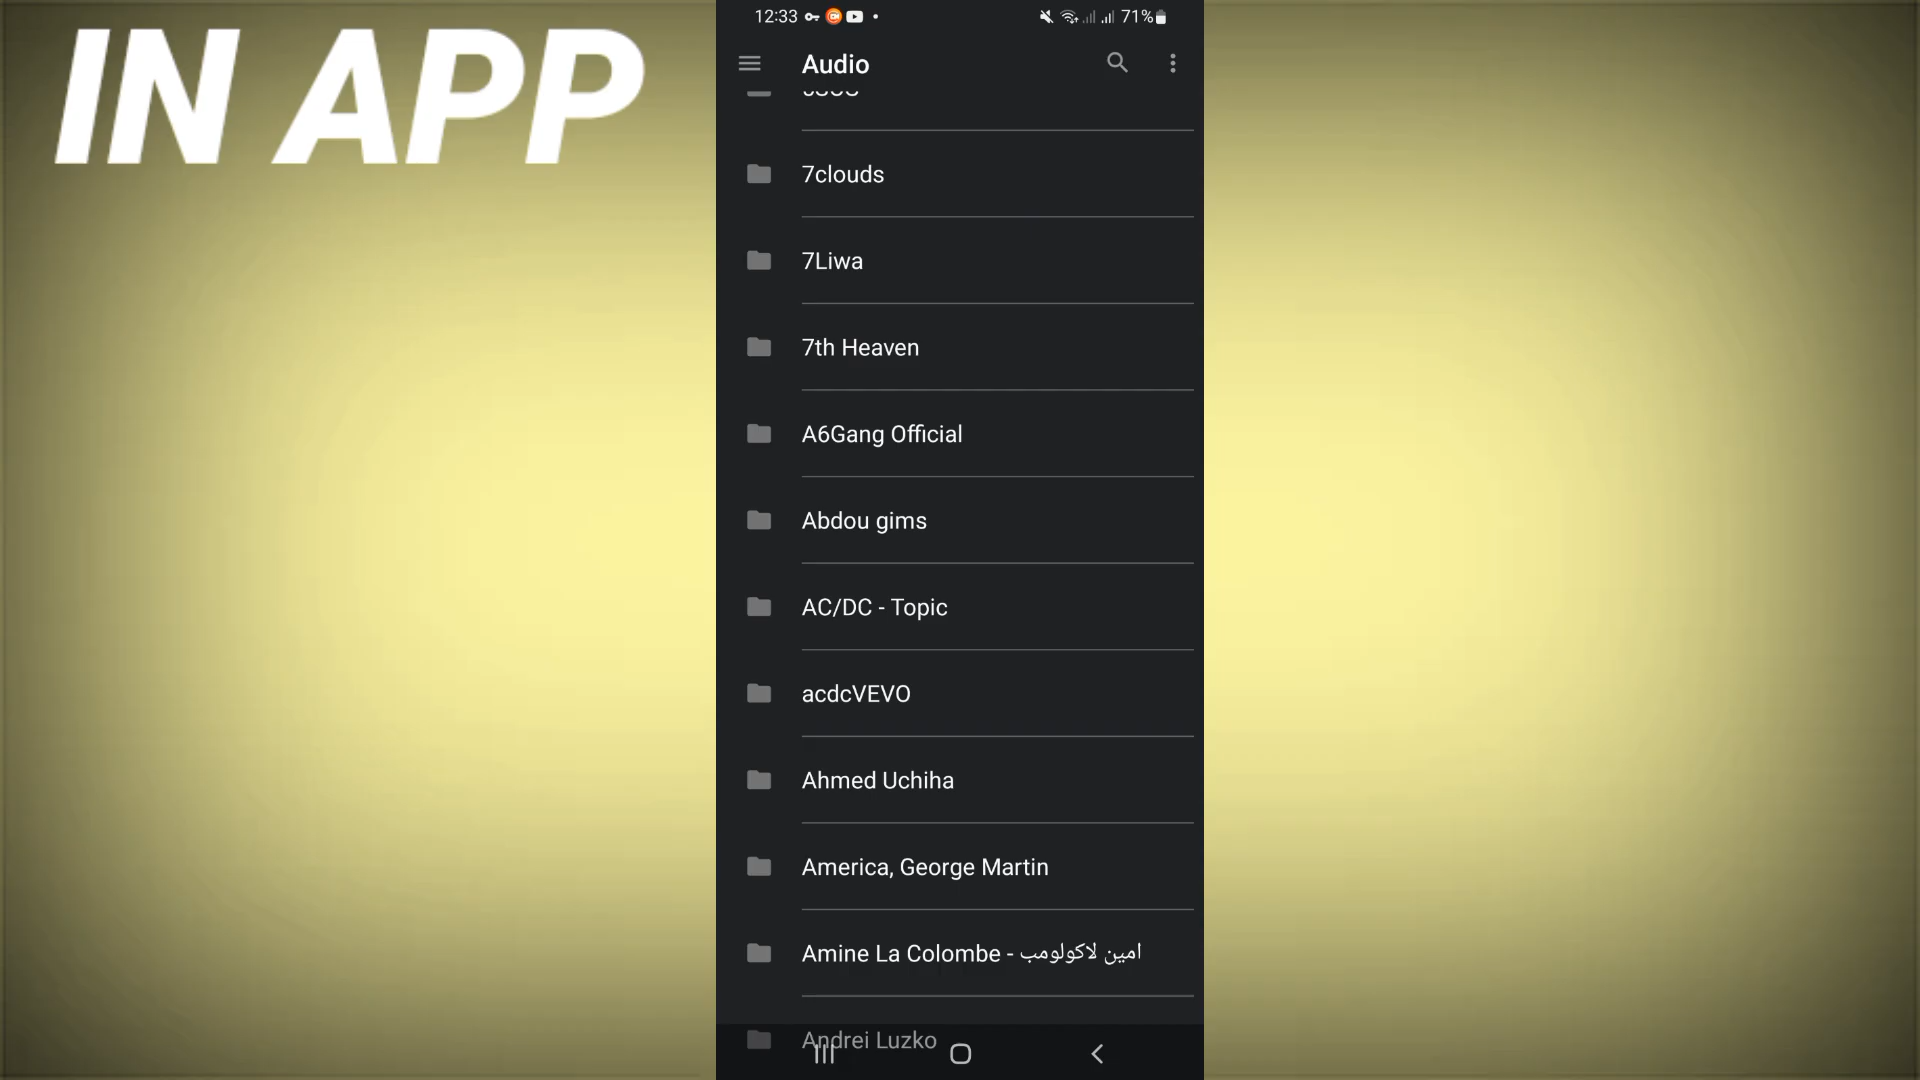 IN APP
12:33
71%
Audio
7clouds
7Liwa
7th Heaven
A6Gang Official
Abdou gims
AC/DC - Topic
acdcVEVO
Ahmed Uchiha
America, George Martin
Amine La Colombe - امين لاكولومب
Andrei Luzko